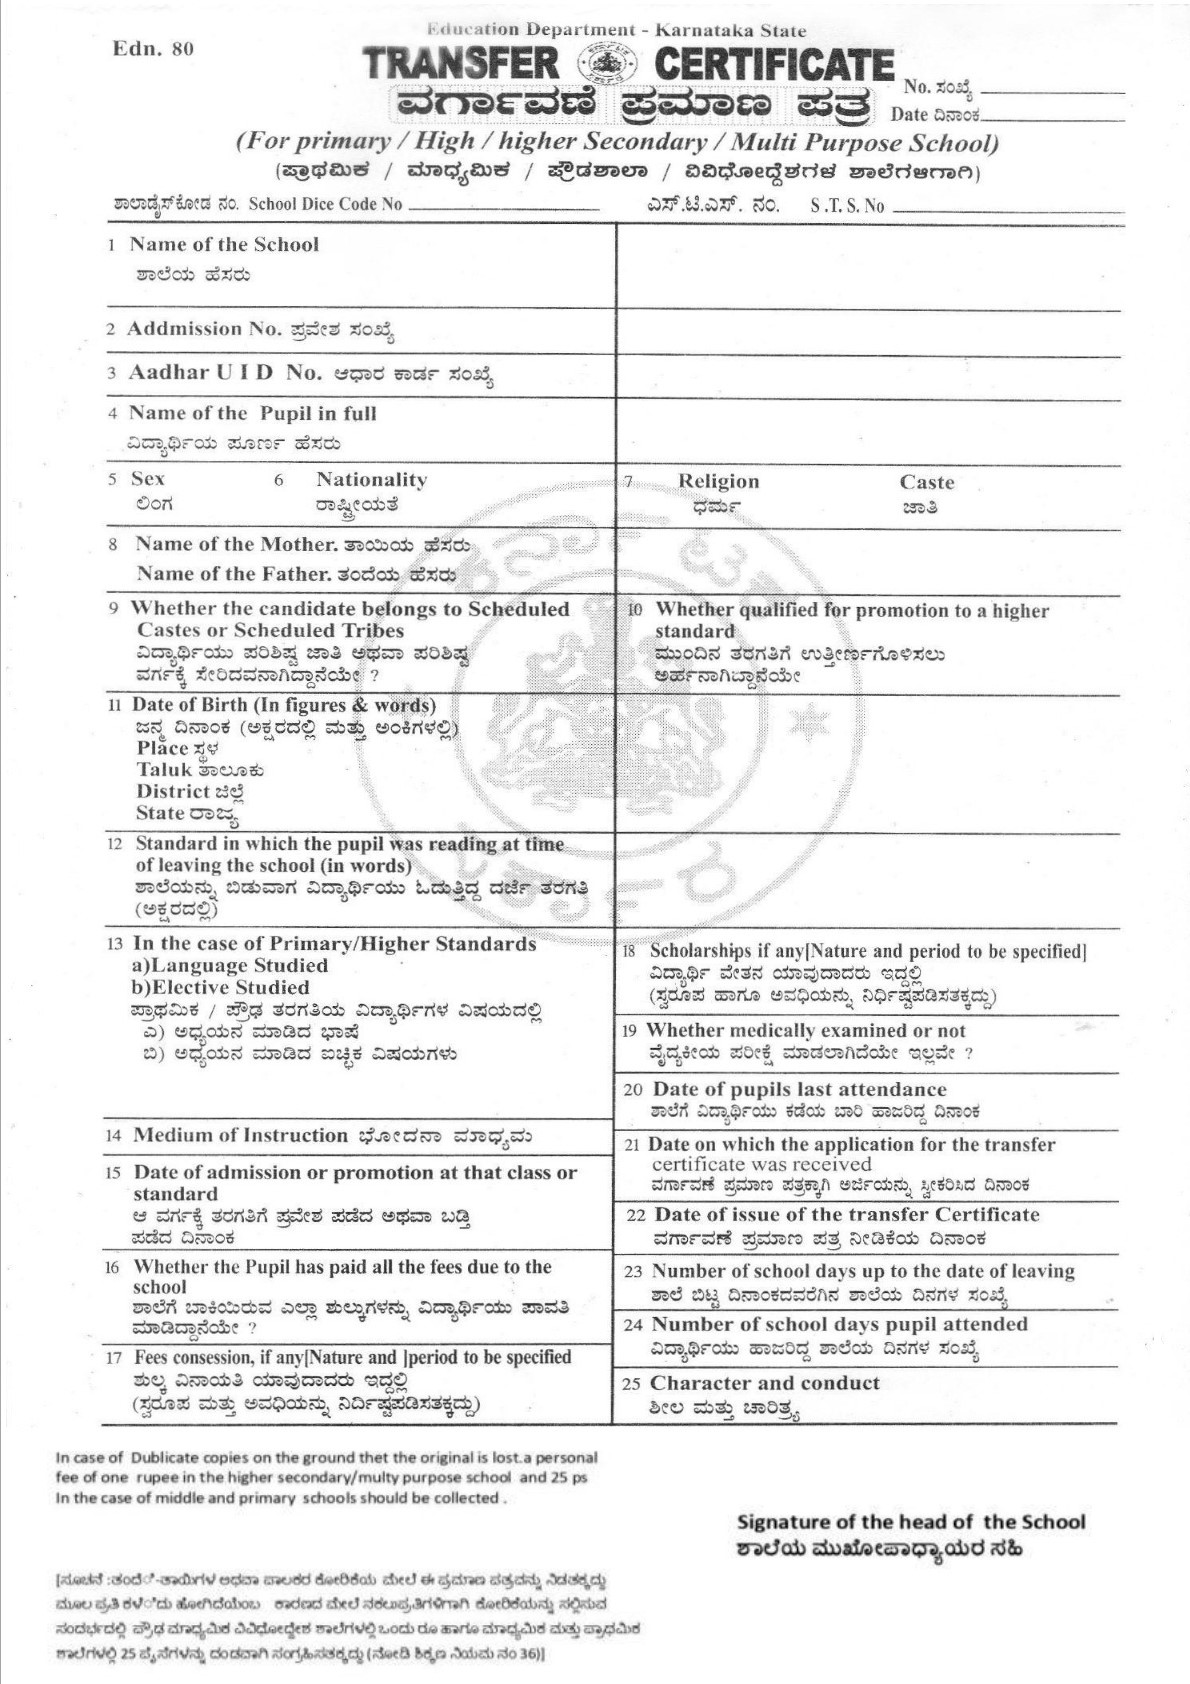 Education Department - Karnataka State
Edn. 80
TRANSFER CERTIFICATE
ವರ್ಗಾವಣೆ ಪ್ರಮಾಣ ಪತ್ರ
No. ಸಂಖ್ಯೆ
Date ದಿನಾಂಕ
(For primary / High / higher Secondary / Multi Purpose School)
(ಪ್ರಾಥಮಿಕ / ಮಾಧ್ಯಮಿಕ / ಪ್ರೌಡಶಾಲಾ / ವಿವಿಧೋದ್ದೆಶಗಳ ಶಾಲೆಗಳಿಗಾಗಿ)
ಶಾಲಾಡೈಸ್‌ಕೋಡ ನಂ. School Dice Code No ಎಸ್.ಟಿ.ಎಸ್. ನಂ. S .T. S. No
1 Name of the School
ಶಾಲೆಯ ಹೆಸರು
2 Addmission No. ಪ್ರವೇಶ ಸಂಖ್ಯೆ
3 Aadhar U I D No. ಆಧಾರ ಕಾರ್ಡ ಸಂಖ್ಯೆ
4 Name of the Pupil in full
ವಿದ್ಯಾರ್ಥಿಯ ಪೂರ್ಣ ಹೆಸರು
5 Sex 6 Nationality 7 Religion Caste
ಲಿಂಗ ರಾಷ್ಟ್ರೀಯತೆ ಧರ್ಮ ಜಾತಿ
8 Name of the Mother. ತಾಯಿಯ ಹೆಸರು
Name of the Father. ತಂದೆಯ ಹೆಸರು
9 Whether the candidate belongs to Scheduled
Castes or Scheduled Tribes
ವಿದ್ಯಾರ್ಥಿಯು ಪರಿಶಿಷ್ಟ ಜಾತಿ ಅಥವಾ ಪರಿಶಿಷ್ಟ
ವರ್ಗಕ್ಕೆ ಸೇರಿದವನಾಗಿದ್ದಾನೆಯೇ ?
10 Whether qualified for promotion to a higher
standard
ಮುಂದಿನ ತರಗತಿಗೆ ಉತ್ತೀರ್ಣಗೊಳಿಸಲು
ಅರ್ಹನಾಗಿದ್ದಾನೆಯೇ
11 Date of Birth (In figures & words)
ಜನ್ಮ ದಿನಾಂಕ (ಅಕ್ಷರದಲ್ಲಿ ಮತ್ತು ಅಂಕಿಗಳಲ್ಲಿ)
Place ಸ್ಥಳ
Taluk ತಾಲೂಕು
District ಜಿಲ್ಲೆ
State ರಾಜ್ಯ
12 Standard in which the pupil was reading at time
of leaving the school (in words)
ಶಾಲೆಯನ್ನು ಬಿಡುವಾಗ ವಿದ್ಯಾರ್ಥಿಯು ಓದುತ್ತಿದ್ದ ದರ್ಜೆ ತರಗತಿ
(ಅಕ್ಷರದಲ್ಲಿ)
13 In the case of Primary/Higher Standards
a)Language Studied
b)Elective Studied
ಪ್ರಾಥಮಿಕ / ಪ್ರೌಢ ತರಗತಿಯ ವಿದ್ಯಾರ್ಥಿಗಳ ವಿಷಯದಲ್ಲಿ
ಎ) ಅಧ್ಯಯನ ಮಾಡಿದ ಭಾಷೆ
ಬಿ) ಅಧ್ಯಯನ ಮಾಡಿದ ಐಚ್ಛಿಕ ವಿಷಯಗಳು
14 Medium of Instruction ಭೋದನಾ ಮಾಧ್ಯಮ
15 Date of admission or promotion at that class or
standard
ಆ ವರ್ಗಕ್ಕೆ ತರಗತಿಗೆ ಪ್ರವೇಶ ಪಡೆದ ಅಥವಾ ಬಡ್ತಿ
ಪಡೆದ ದಿನಾಂಕ
16 Whether the Pupil has paid all the fees due to the
school
ಶಾಲೆಗೆ ಬಾಕಿಯಿರುವ ಎಲ್ಲಾ ಶುಲ್ಕುಗಳನ್ನು ವಿದ್ಯಾರ್ಥಿಯು ಪಾವತಿ
ಮಾಡಿದ್ದಾನೆಯೇ ?
17 Fees consession, if any[Nature and ]period to be specified
ಶುಲ್ಕ ವಿನಾಯತಿ ಯಾವುದಾದರು ಇದ್ದಲ್ಲಿ
(ಸ್ವರೂಪ ಮತ್ತು ಅವಧಿಯನ್ನು ನಿರ್ದಿಷ್ಟಪಡಿಸತಕ್ಕದ್ದು)
18 Scholarships if any[Nature and period to be specified]
ವಿದ್ಯಾರ್ಥಿ ವೇತನ ಯಾವುದಾದರು ಇದ್ದಲ್ಲಿ
(ಸ್ವರೂಪ ಹಾಗೂ ಅವಧಿಯನ್ನು ನಿರ್ಧಿಷ್ಟಪಡಿಸತಕ್ಕದ್ದು)
19 Whether medically examined or not
ವೈದ್ಯಕೀಯ ಪರೀಕ್ಷೆ ಮಾಡಲಾಗಿದೆಯೇ ಇಲ್ಲವೇ ?
20 Date of pupils last attendance
ಶಾಲೆಗೆ ವಿದ್ಯಾರ್ಥಿಯು ಕಡೆಯ ಬಾರಿ ಹಾಜರಿದ್ದ ದಿನಾಂಕ
21 Date on which the application for the transfer
certificate was received
ವರ್ಗಾವಣೆ ಪ್ರಮಾಣ ಪತ್ರಕ್ಕಾಗಿ ಅರ್ಜಿಯನ್ನು ಸ್ವೀಕರಿಸಿದ ದಿನಾಂಕ
22 Date of issue of the transfer Certificate
ವರ್ಗಾವಣೆ ಪ್ರಮಾಣ ಪತ್ರ ನೀಡಿಕೆಯ ದಿನಾಂಕ
23 Number of school days up to the date of leaving
ಶಾಲೆ ಬಿಟ್ಟ ದಿನಾಂಕದವರೆಗಿನ ಶಾಲೆಯ ದಿನಗಳ ಸಂಖ್ಯೆ
24 Number of school days pupil attended
ವಿದ್ಯಾರ್ಥಿಯು ಹಾಜರಿದ್ದ ಶಾಲೆಯ ದಿನಗಳ ಸಂಖ್ಯೆ
25 Character and conduct
ಶೀಲ ಮತ್ತು ಚಾರಿತ್ರ್ಯ
In case of Dublicate copies on the ground thet the original is lost.a personal
fee of one rupee in the higher secondary/multy purpose school and 25 ps
In the case of middle and primary schools should be collected .
Signature of the head of the School
ಶಾಲೆಯ ಮುಖೋಪಾಧ್ಯಾಯರ ಸಹಿ
[ಸೂಚನೆ :ತಂದೆ-ತಾಯಿಗಳ ಅಥವಾ ಪಾಲಕರ ಕೋರಿಕೆಯ ಮೇಲೆ ಈ ಪ್ರಮಾಣ ಪತ್ರವನ್ನು ನಿಡತಕ್ಕದ್ದು
ಮೂಲ ಪ್ರತಿ ಹೋಗಿದೆಯೆಂಬ ಕಾರಣದ ಮೇಲೆ ನಕಲುಪ್ರತಿಗಳಿಗಾಗಿ ಕೋರಿಕೆಯನ್ನು ಸಲ್ಲಿಸುವ
ಸಂದರ್ಭದಲ್ಲಿ ಪ್ರೌಢ ಮಾಧ್ಯಮಿಕ ವಿವಿಧೋದ್ದೇಶ ಶಾಲೆಗಳಲ್ಲಿ ಒಂದು ರೂ ಹಾಗೂ ಮಾಧ್ಯಮಿಕ ಮತ್ತು ಪ್ರಾಥಮಿಕ
ಶಾಲೆಗಳಲ್ಲಿ 25 ಪೈಸೆಗಳನ್ನು ದಂಡವಾಗಿ ಸಂಗ್ರಹಿಸತಕ್ಕದ್ದು (ನೋಡಿ ಶಿಕ್ಷಣ ನಿಯಮ ನಂ 36)]